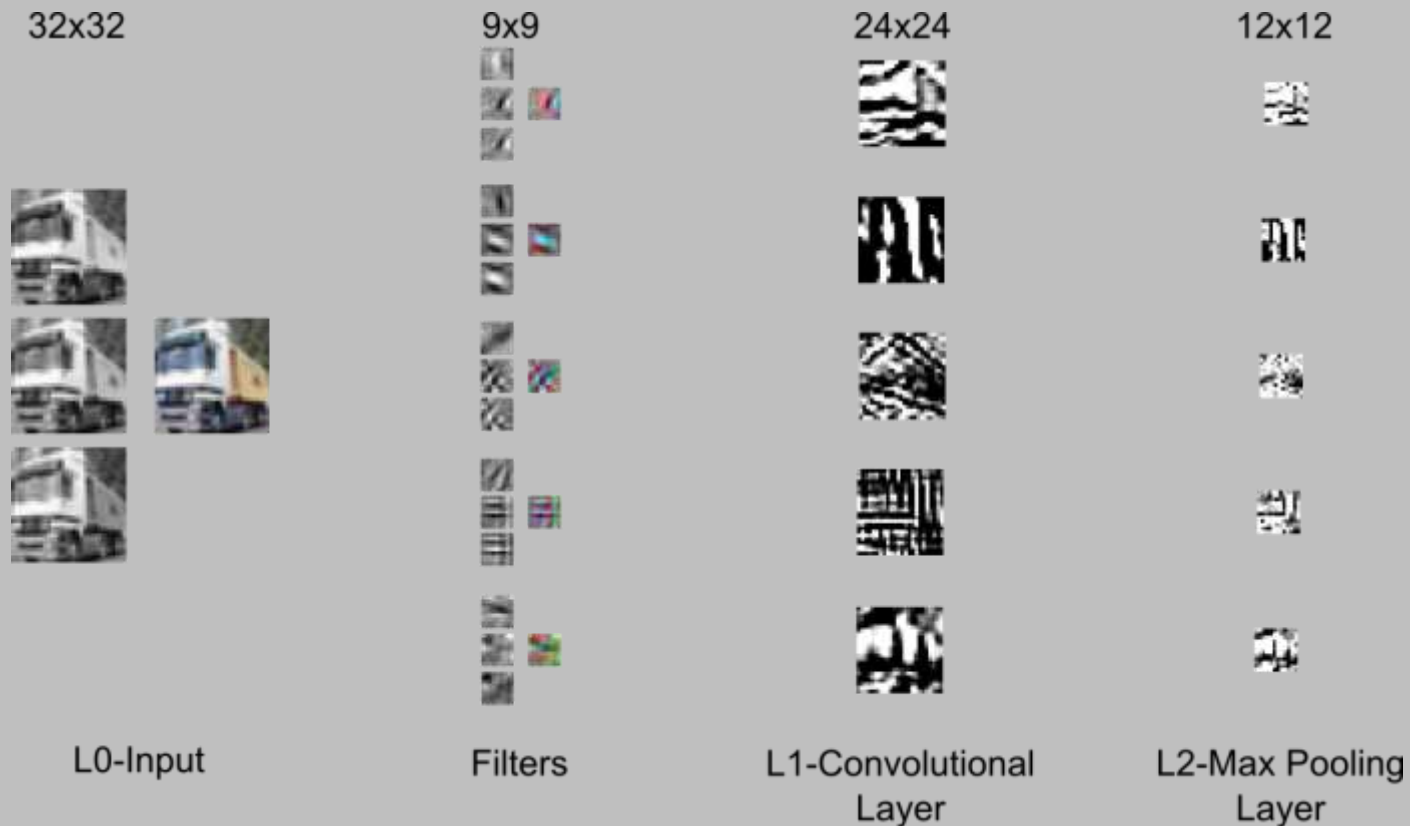 32x32
9x9
24x24
12x12
L0-Input
Filters
L1-Convolutional
Layer
L2-Max Pooling
Layer